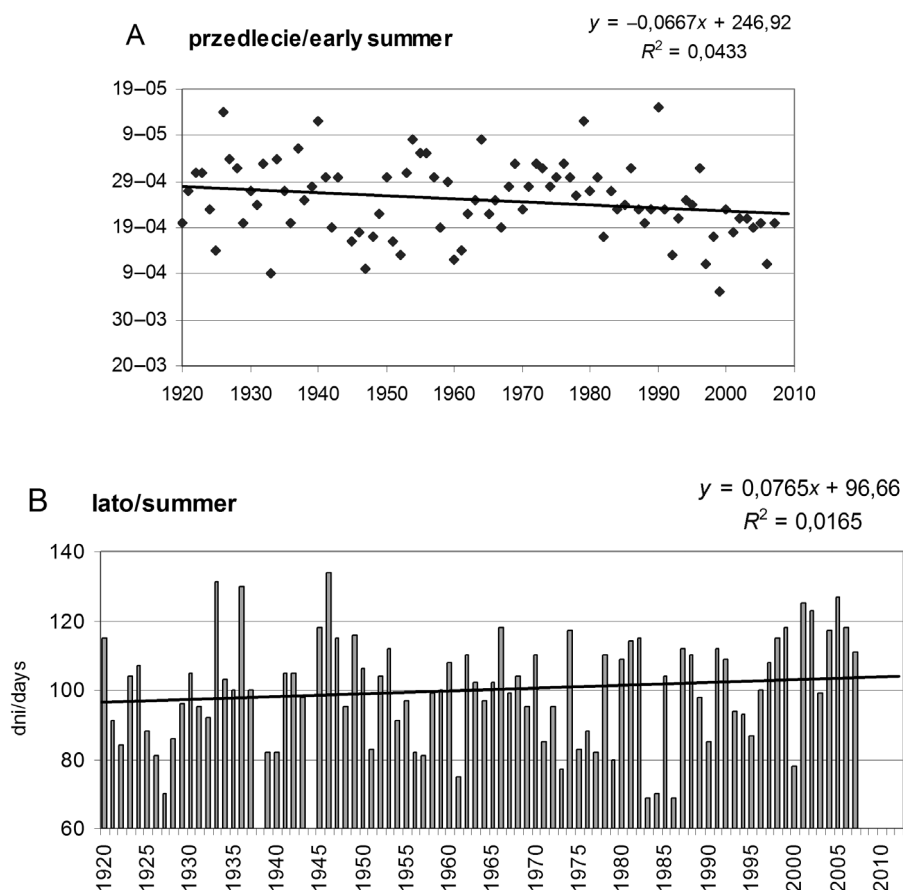 A przedlecie/early summer
y = –0,0667x + 246,92
R² = 0,0433
19–05
9–05
29–04
19–04
9–04
30–03
20–03
1920 1930 1940 1950 1960 1970 1980 1990 2000 2010
B lato/summer
y = 0,0765x + 96,66
R² = 0,0165
140
120
100
80
60
dni/days
1920 1925 1930 1935 1940 1945 1950 1955 1960 1965 1970 1975 1980 1985 1990 1995 2000 2005 2010